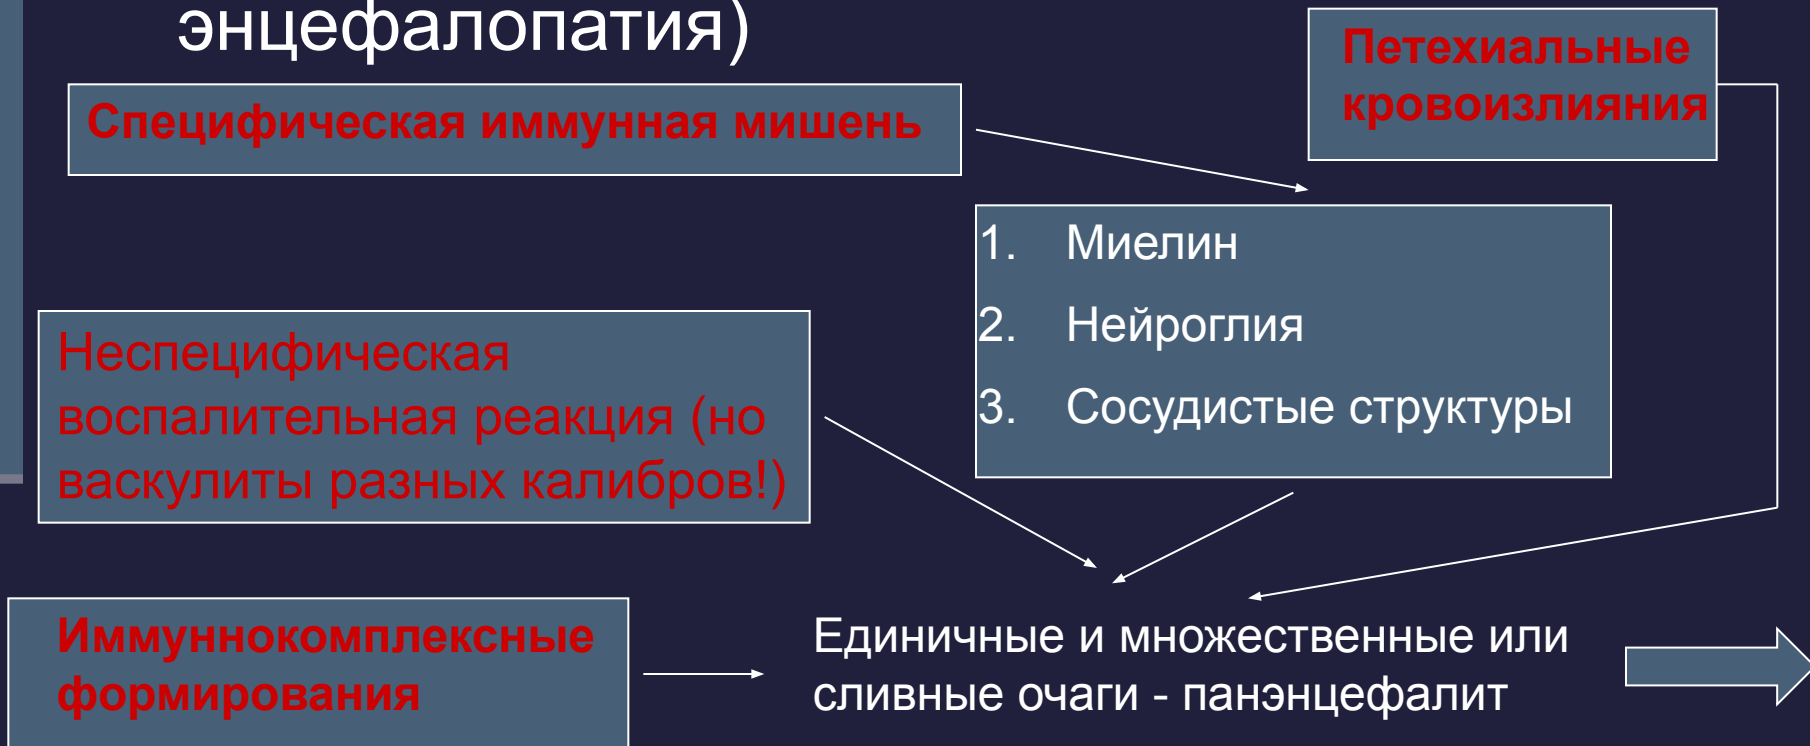 энцефалопатия)
Петехиальные
кровоизлияния
Специфическая иммунная мишень
1. Миелин
2. Нейроглия
3. Сосудистые структуры
Неспецифическая
воспалительная реакция (но
васкулиты разных калибров!)
Иммуннокомплексные
формирования
Единичные и множественные или
сливные очаги - панэнцефалит